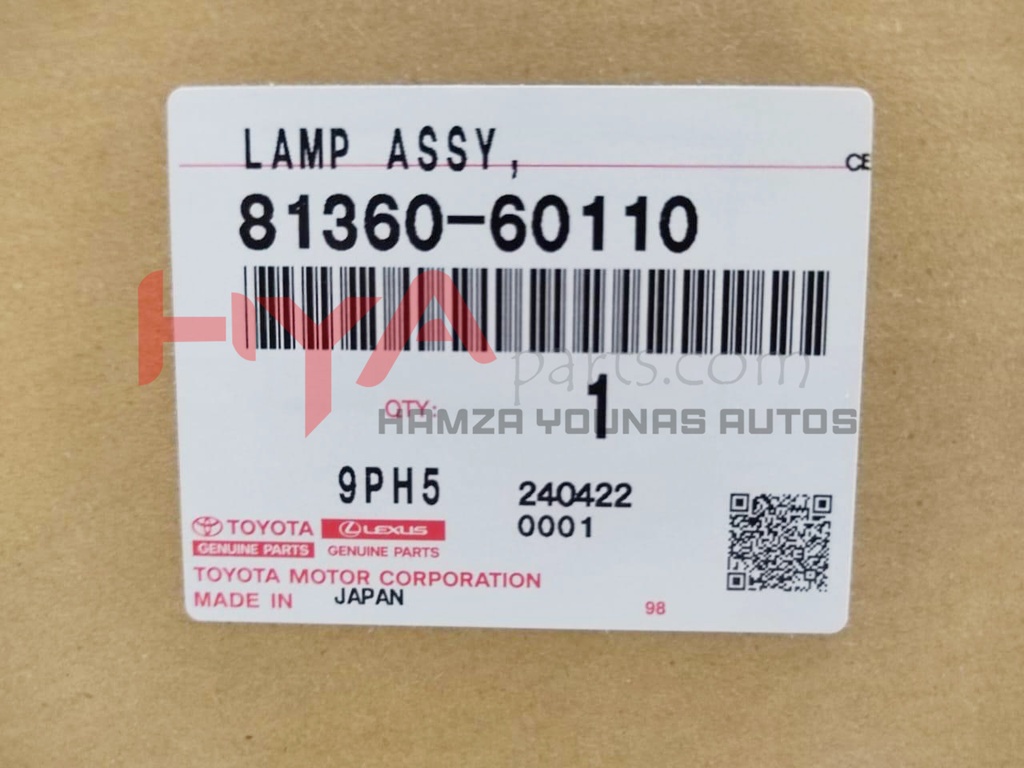 LAMP ASSY,
CE
81360-60110
HYA parts.com
QTY: 1
HAMZA YOUNAS AUTOS
9PH5 240422
0001
TOYOTA LEXUS
GENUINE PARTS GENUINE PARTS
TOYOTA MOTOR CORPORATION
MADE IN JAPAN
98